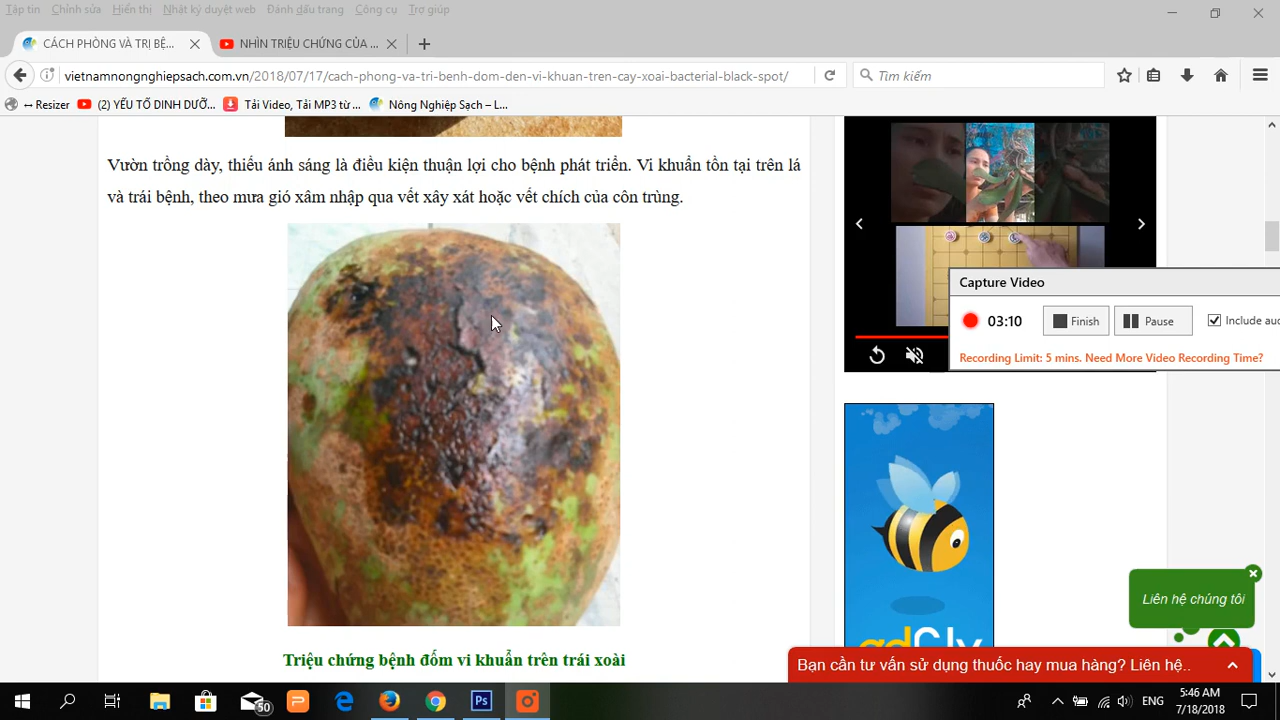 Tập tin Chỉnh sửa Hiển thị Nhật ký duyệt web Đánh dấu trang Công cụ Trợ giúp
CÁCH PHÒNG VÀ TRỊ BỆ... NHÌN TRIỆU CHỨNG CỦA ...
vietnamnongnghiepsach.com.vn/2018/07/17/cach-phong-va-tri-benh-dom-den-vi-khuan-tren-cay-xoai-bacterial-black-spot/ Tìm kiếm
↔ Resizer (2) YẾU TỐ DINH DƯỠ... Tải Video, Tải MP3 từ ... Nông Nghiệp Sạch – L...
Vườn trồng dày, thiếu ánh sáng là điều kiện thuận lợi cho bệnh phát triển. Vi khuẩn tồn tại trên lá
và trái bệnh, theo mưa gió xâm nhập qua vết xây xát hoặc vết chích của côn trùng.
Capture Video
03:10 Finish Pause Include aud
Recording Limit: 5 mins. Need More Video Recording Time?
Liên hệ chúng tôi
adCly
Triệu chứng bệnh đốm vi khuẩn trên trái xoài
Bạn cần tư vấn sử dụng thuốc hay mua hàng? Liên hệ..
50 Ps ENG 5:46 AM
7/18/2018